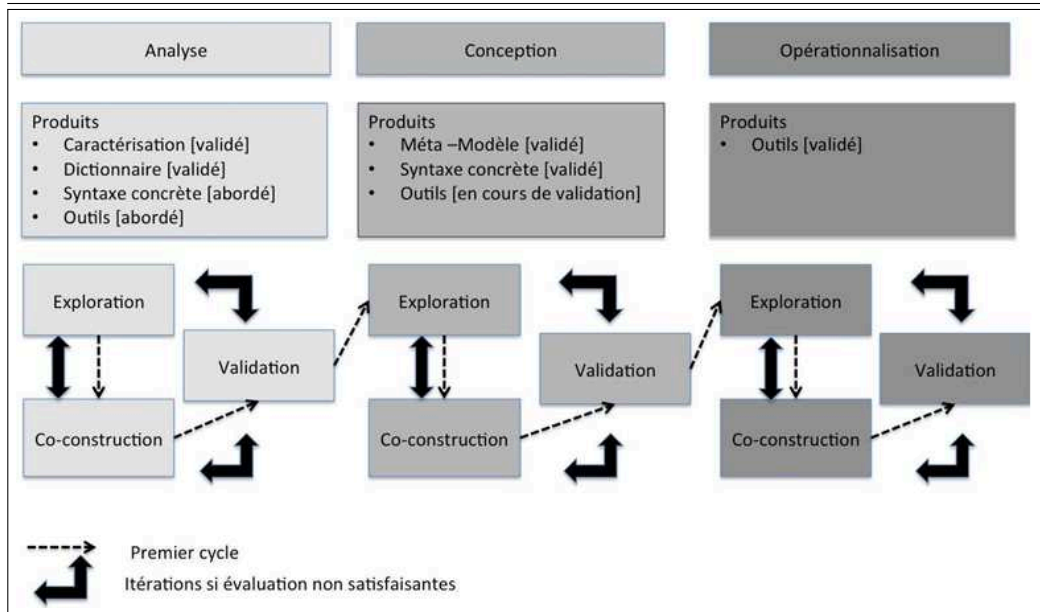 Analyse
Conception
Opérationnalisation
Produits
• Caractérisation [validé]
• Dictionnaire [validé]
• Syntaxe concrète [abordé]
• Outils [abordé]
Produits
• Méta –Modèle [validé]
• Syntaxe concrète [validé]
• Outils [en cours de validation]
Produits
• Outils [validé]
Exploration
Validation
Co-construction
Exploration
Validation
Co-construction
Exploration
Validation
Co-construction
Premier cycle
Itérations si évaluation non satisfaisantes